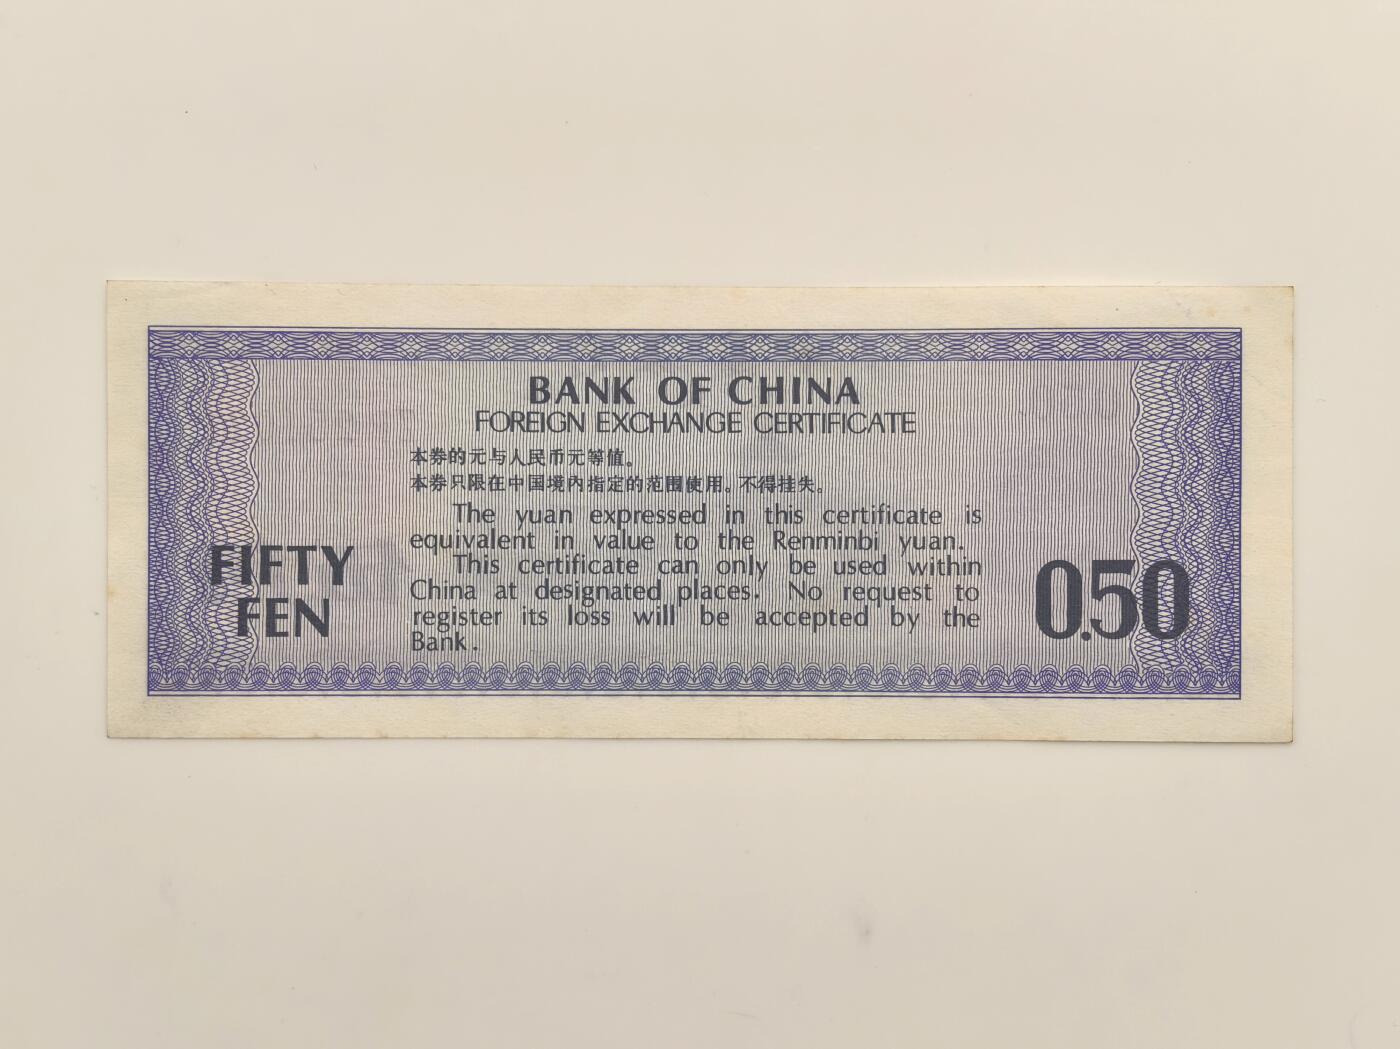 BANK OF CHINA
FOREIGN EXCHANGE CERTIFICATE
本券的元与人民币元等值。
本券只限在中国境内指定的范围使用。不得挂失。
The yuan expressed in this certificate is
equivalent in value to the Renminbi yuan.
This certificate can only be used within
China at designated places. No request to
register its loss will be accepted by the
Bank.
FIFTY
FEN
0.50